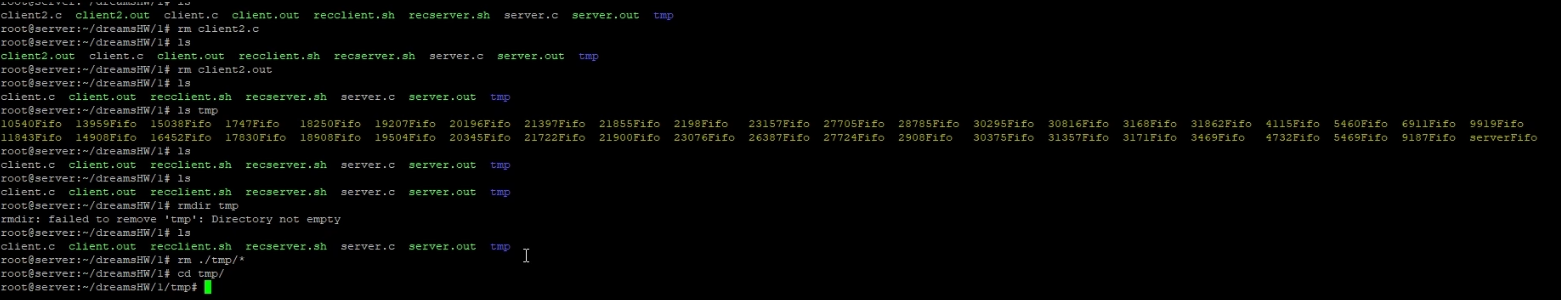 root@server:~/dreamsHW/1# ls
client2.c  client2.out  client.c  client.out  recclient.sh  recserver.sh  server.c  server.out  tmp
root@server:~/dreamsHW/1# rm client2.c
root@server:~/dreamsHW/1# ls
client2.out  client.c  client.out  recclient.sh  recserver.sh  server.c  server.out  tmp
root@server:~/dreamsHW/1# rm client2.out
root@server:~/dreamsHW/1# ls
client.c  client.out  recclient.sh  recserver.sh  server.c  server.out  tmp
root@server:~/dreamsHW/1# ls tmp
10540Fifo  13959Fifo  15038Fifo  1747Fifo   18250Fifo  19207Fifo  20196Fifo  21397Fifo  21855Fifo  2198Fifo   23157Fifo  27705Fifo  28785Fifo  30295Fifo  30816Fifo  3168Fifo  31862Fifo  4115Fifo  5460Fifo  6911Fifo  9919Fifo
11843Fifo  14908Fifo  16452Fifo  17830Fifo  18908Fifo  19504Fifo  20345Fifo  21722Fifo  21900Fifo  23076Fifo  26387Fifo  27724Fifo  2908Fifo   30375Fifo  31357Fifo  3171Fifo  3469Fifo   4732Fifo  5469Fifo  9187Fifo  serverFifo
root@server:~/dreamsHW/1# ls
client.c  client.out  recclient.sh  recserver.sh  server.c  server.out  tmp
root@server:~/dreamsHW/1# ls
client.c  client.out  recclient.sh  recserver.sh  server.c  server.out  tmp
root@server:~/dreamsHW/1# rmdir tmp
rmdir: failed to remove 'tmp': Directory not empty
root@server:~/dreamsHW/1# ls
client.c  client.out  recclient.sh  recserver.sh  server.c  server.out  tmp
root@server:~/dreamsHW/1# rm ./tmp/*
root@server:~/dreamsHW/1# cd tmp/
root@server:~/dreamsHW/1/tmp#